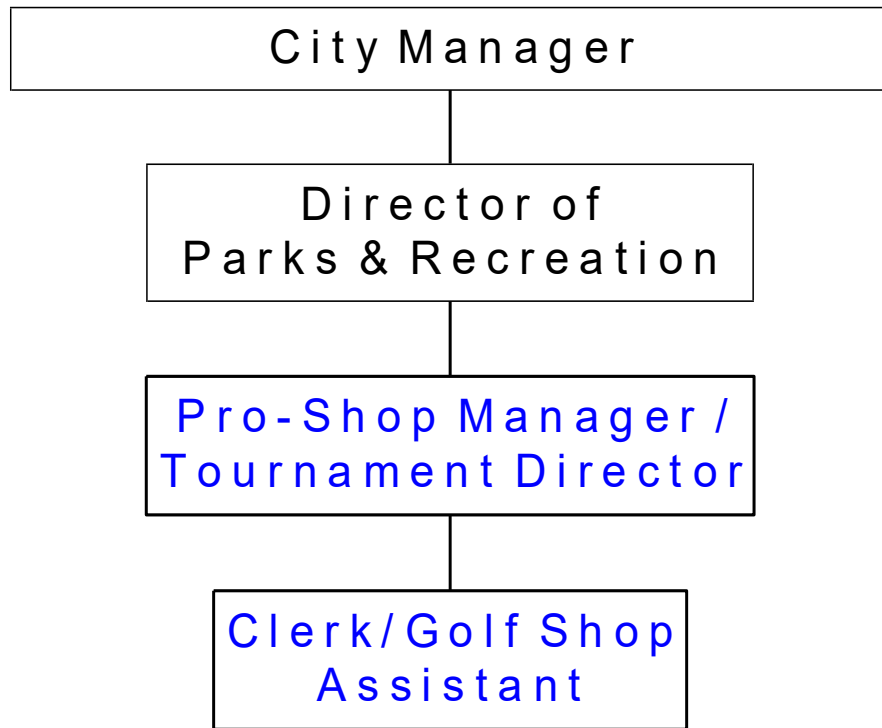 City Manager
Director of
Parks & Recreation
Pro-Shop Manager /
Tournament Director
Clerk/Golf Shop
Assistant